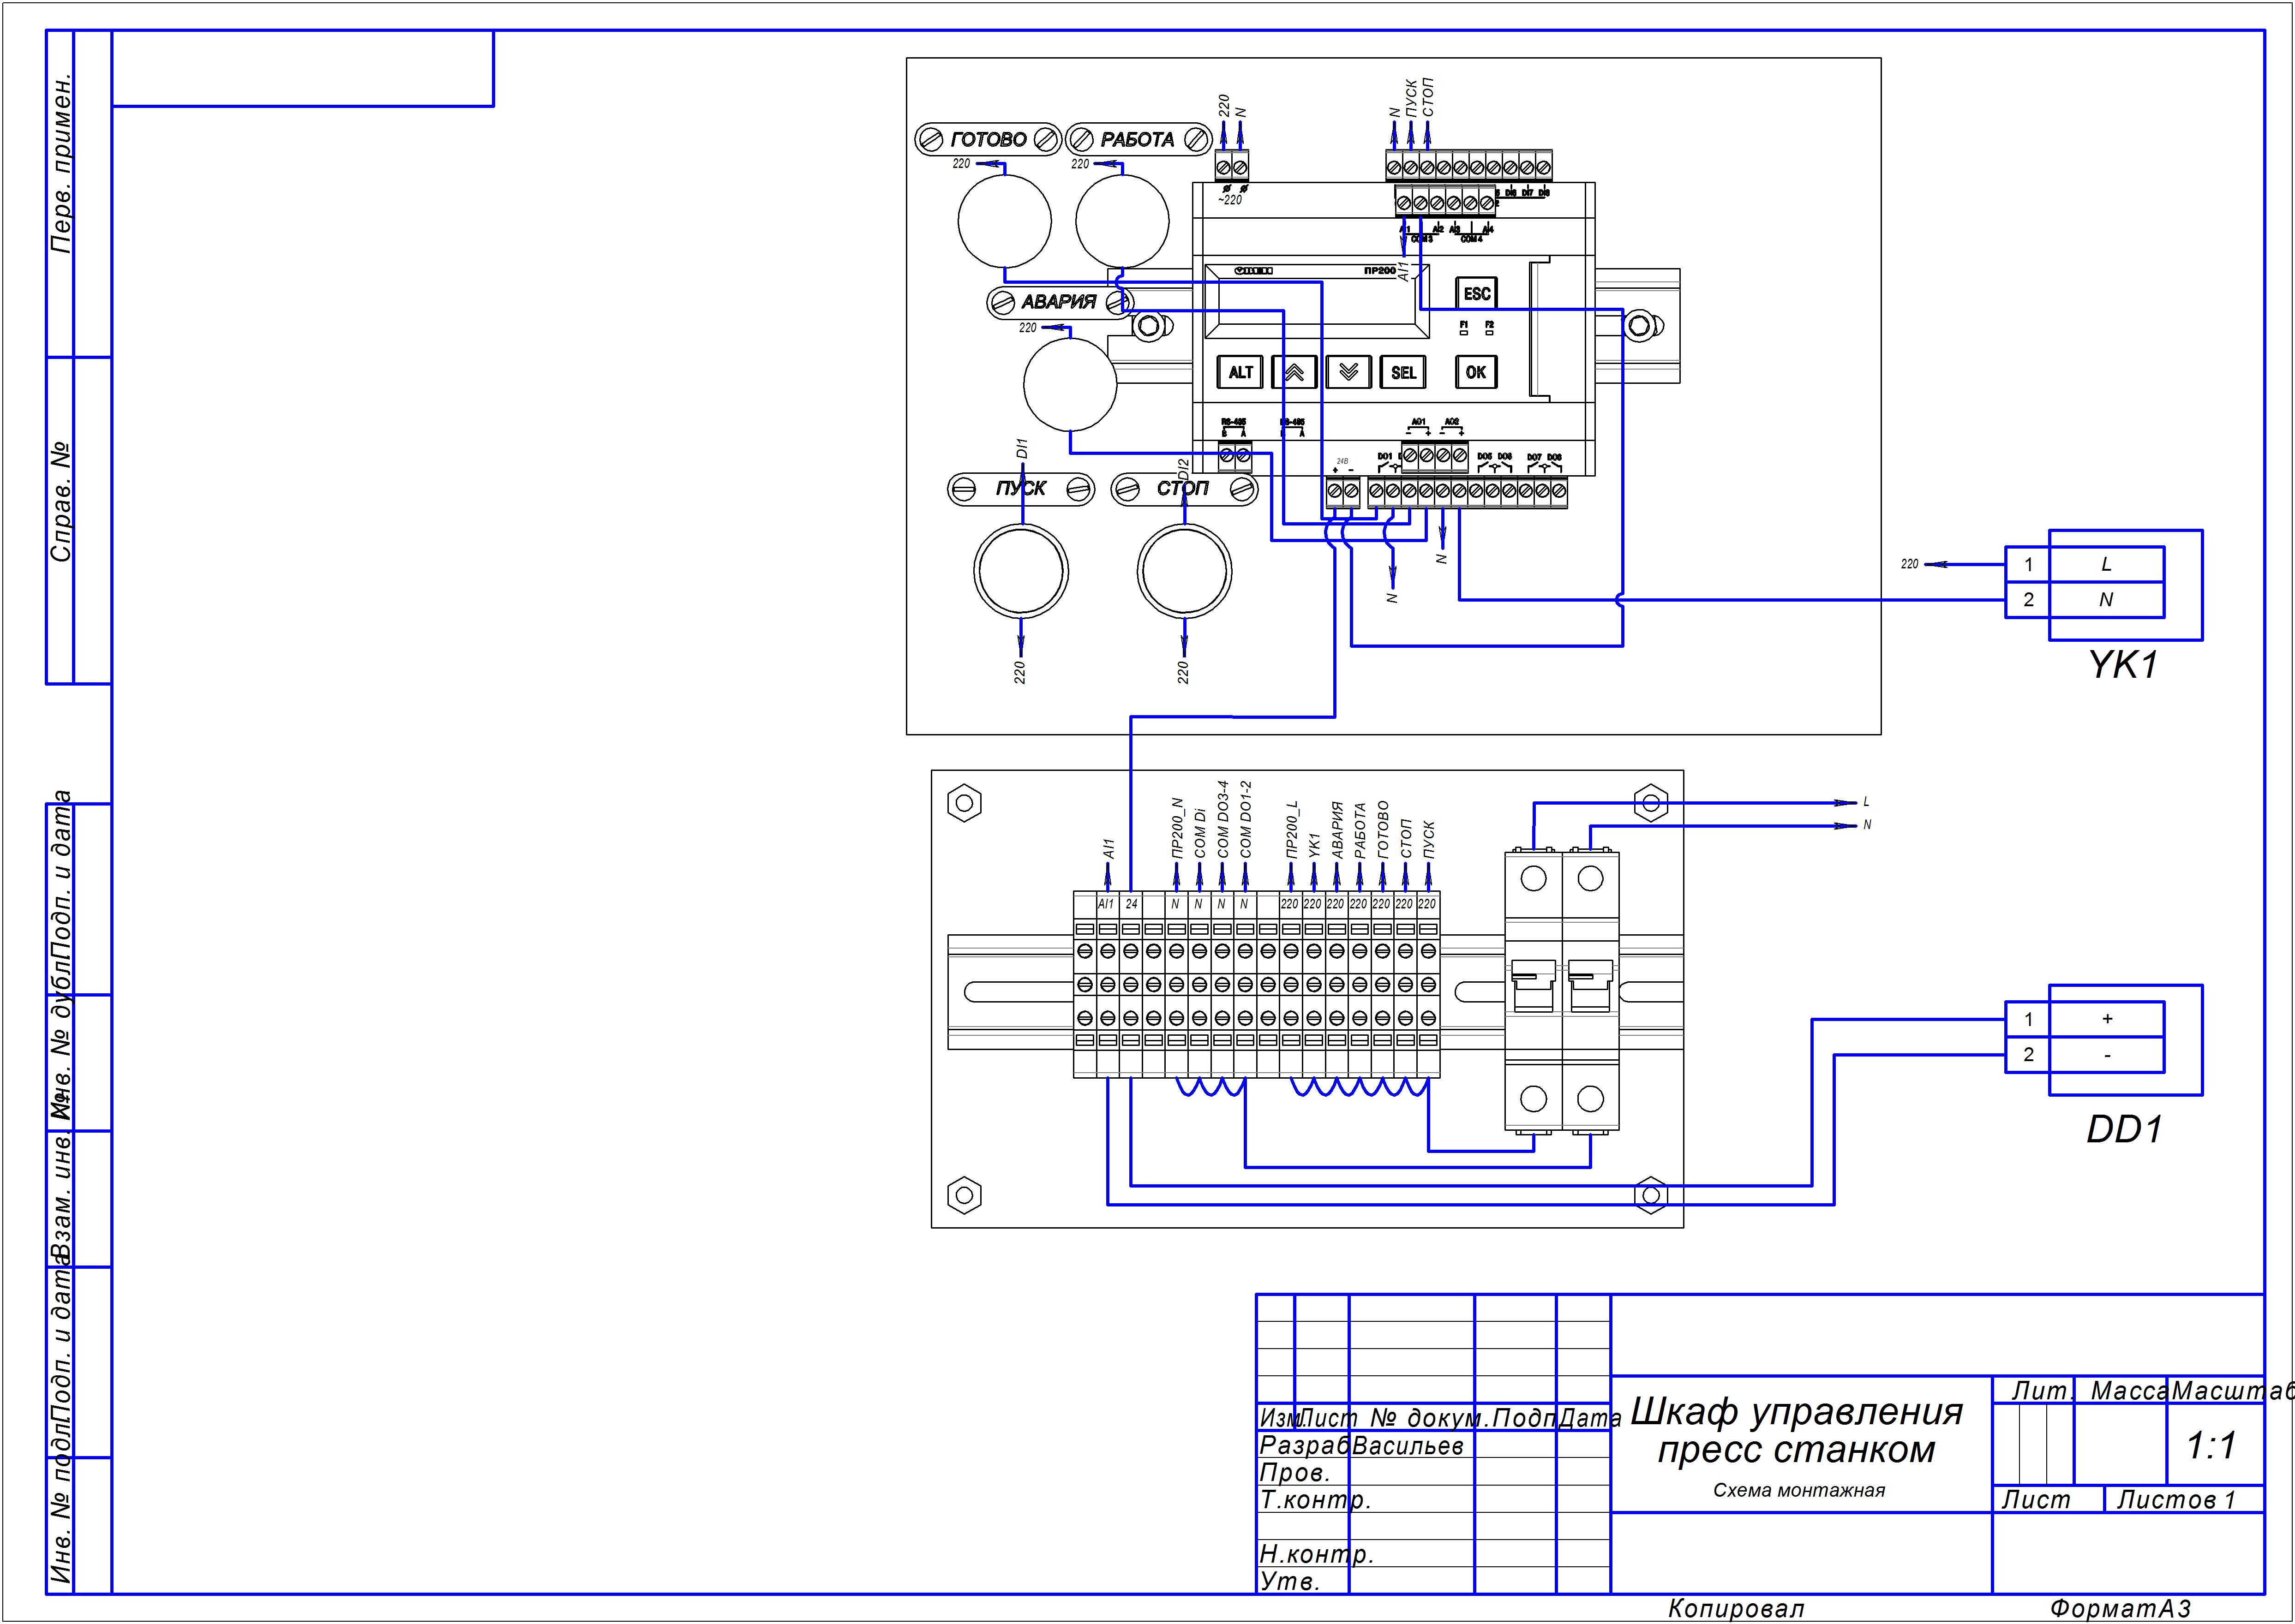 Перв. примен.
Справ. №
Подп. и дата
Инв. № дубл.
Взам. инв. №
Подп. и дата
Инв. № подл.
ГОТОВО
РАБОТА
220
220
220
N
~220
N
ПУСК
СТОП
DI6 DI7 DI8
AI1 AI2 AI3 AI4
COM3 COM4
AI1
ПР200
ESC
F1 F2
АВАРИЯ
220
ALT
SEL
OK
RS-485
B A
RS-485
A
AO1 AO2
- + - +
24В
+ -
DO1
DO5 DO6
DO7 DO8
DI1
DI2
ПУСК
СТОП
220
220
N
N
220
1 L
2 N
YK1
AI1
ПР200_N
COM Di
COM DO3-4
COM DO1-2
ПР200_L
YK1
АВАРИЯ
РАБОТА
ГОТОВО
СТОП
ПУСК
L
N
AI1 24 N N N N 220 220 220 220 220 220 220
1 +
2 -
DD1
Изм. Лист № докум. Подп. Дата
Разраб. Васильев
Пров.
Т.контр.
Н.контр.
Утв.
Шкаф управления
пресс станком
Схема монтажная
Лит. Масса Масштаб
1:1
Лист Листов 1
Копировал
Формат А3